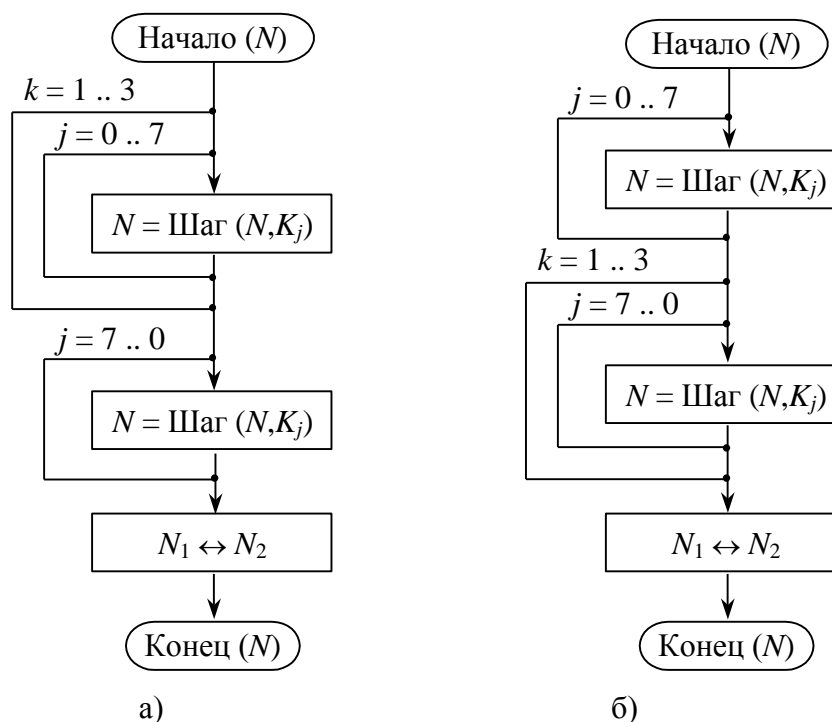 Начало (N)
k = 1 .. 3
j = 0 .. 7
N = Шаг (N,Kj)
j = 7 .. 0
N = Шаг (N,Kj)
N1 ↔ N2
Конец (N)
а)
Начало (N)
j = 0 .. 7
N = Шаг (N,Kj)
k = 1 .. 3
j = 7 .. 0
N = Шаг (N,Kj)
N1 ↔ N2
Конец (N)
б)